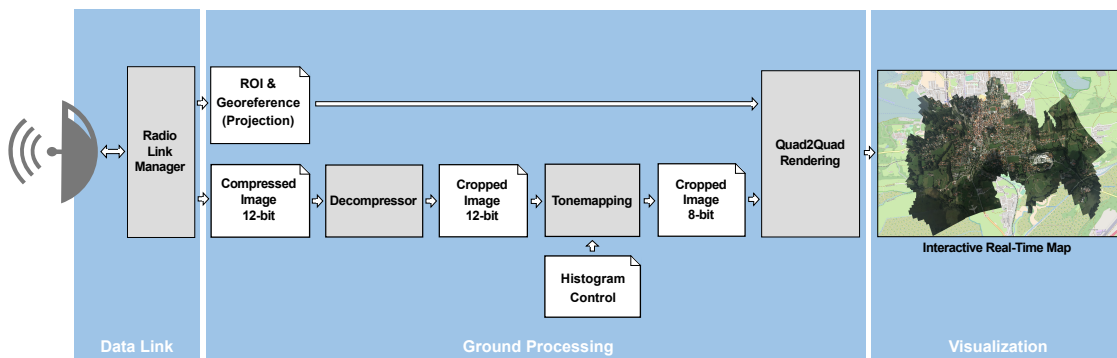 ROI &
Georeference
(Projection)
Radio
Link
Manager
Quad2Quad
Rendering
Compressed
Image
12-bit
Decompressor
Cropped
Image
12-bit
Tonemapping
Cropped
Image
8-bit
Interactive Real-Time Map
Histogram
Control
Data Link
Ground Processing
Visualization